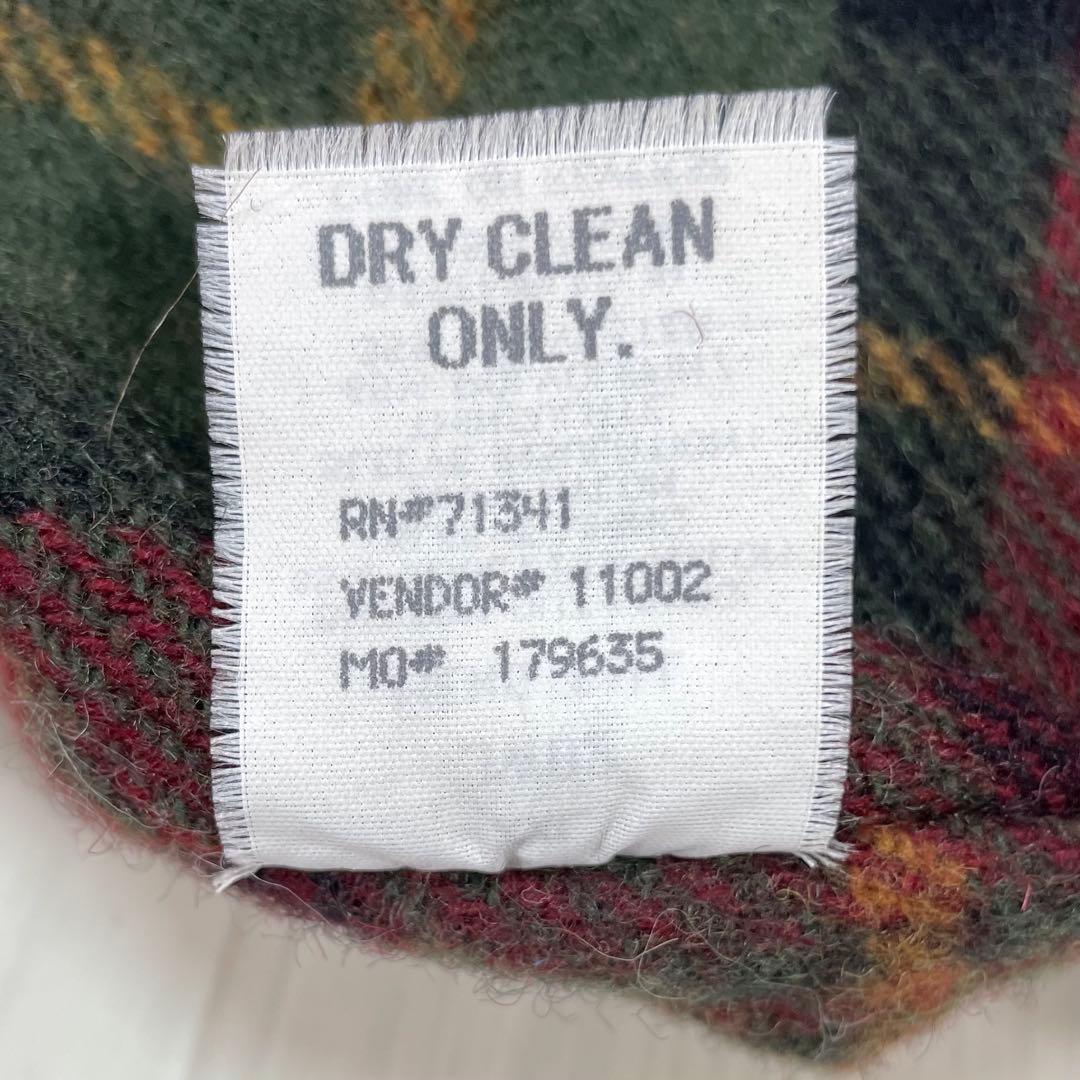 DRY CLEAN
ONLY.
RN#71341
VENDOR# 11002
MO# 179635